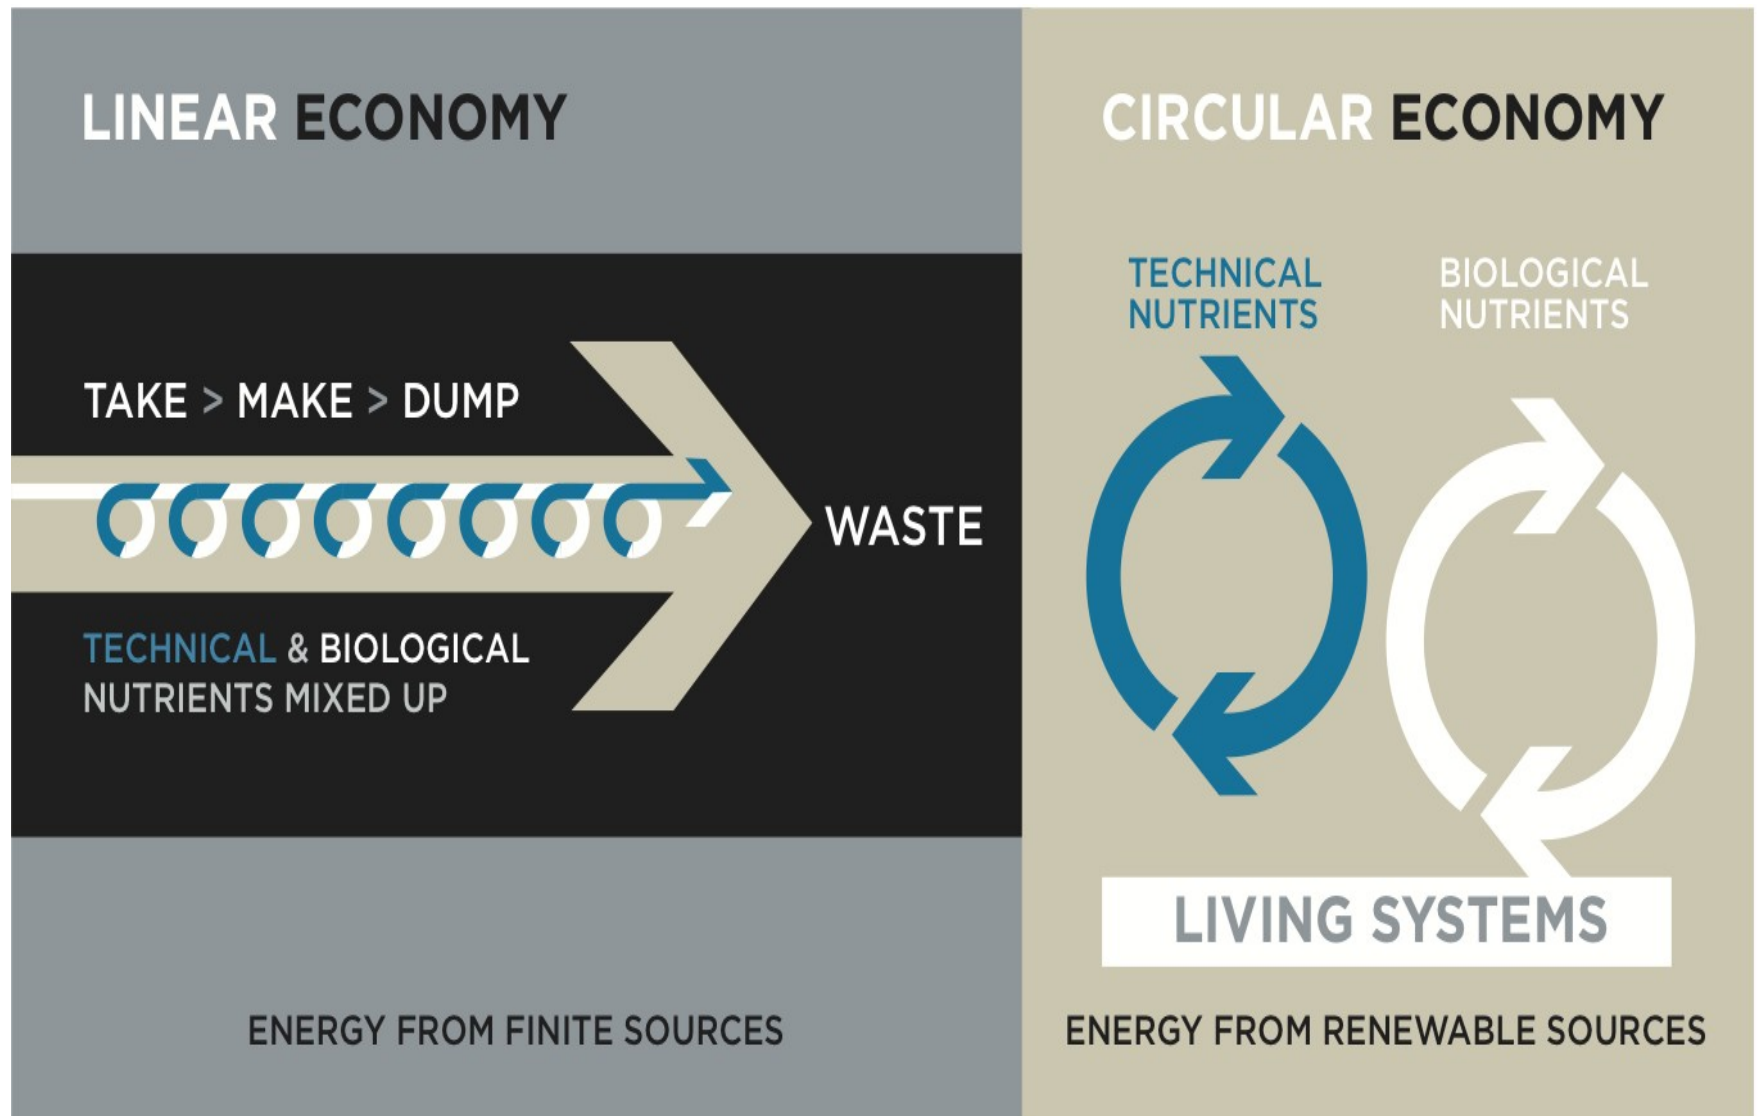 LINEAR ECONOMY
TAKE > MAKE > DUMP
WASTE
TECHNICAL & BIOLOGICAL
NUTRIENTS MIXED UP
ENERGY FROM FINITE SOURCES
CIRCULAR ECONOMY
TECHNICAL
NUTRIENTS
BIOLOGICAL
NUTRIENTS
LIVING SYSTEMS
ENERGY FROM RENEWABLE SOURCES